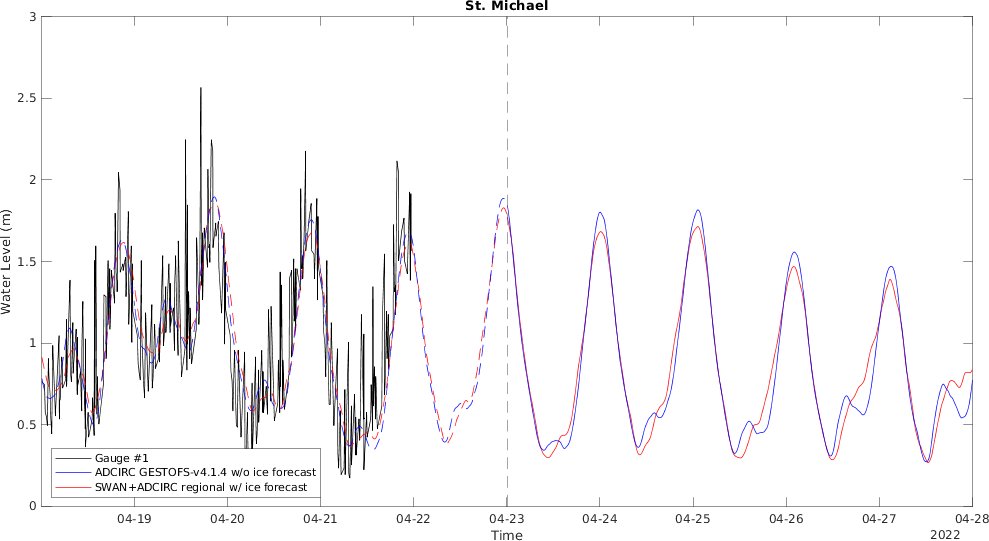 St. Michael
3
2.5
2
1.5
1
0.5
0
Water Level (m)
Gauge #1
ADCIRC GESTOFS-v4.1.4 w/o ice forecast
SWAN+ADCIRC regional w/ ice forecast
04-19 04-20 04-21 04-22 04-23 04-24 04-25 04-26 04-27 04-28
Time
2022